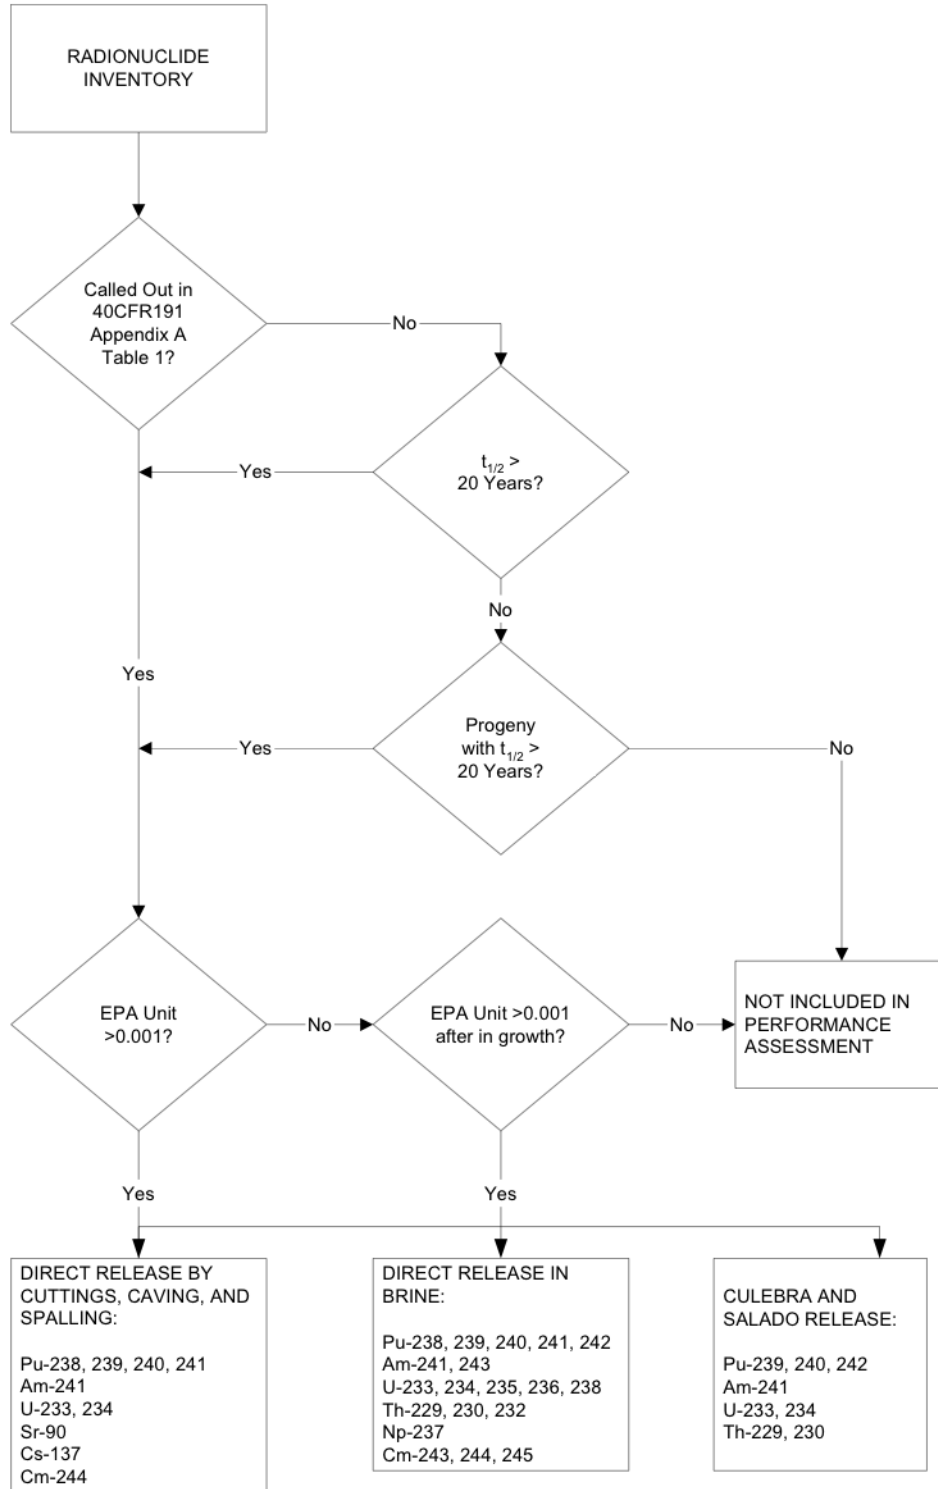 RADIONUCLIDE
INVENTORY
Called Out in
40CFR191
Appendix A
Table 1?
No
t1/2 >
20 Years?
Yes
No
Yes
Progeny
with t1/2 >
20 Years?
Yes
No
EPA Unit
>0.001?
No
EPA Unit >0.001
after in growth?
No
NOT INCLUDED IN
PERFORMANCE
ASSESSMENT
Yes
Yes
DIRECT RELEASE BY
CUTTINGS, CAVING, AND
SPALLING:
Pu-238, 239, 240, 241
Am-241
U-233, 234
Sr-90
Cs-137
Cm-244
DIRECT RELEASE IN
BRINE:
Pu-238, 239, 240, 241, 242
Am-241, 243
U-233, 234, 235, 236, 238
Th-229, 230, 232
Np-237
Cm-243, 244, 245
CULEBRA AND
SALADO RELEASE:
Pu-239, 240, 242
Am-241
U-233, 234
Th-229, 230